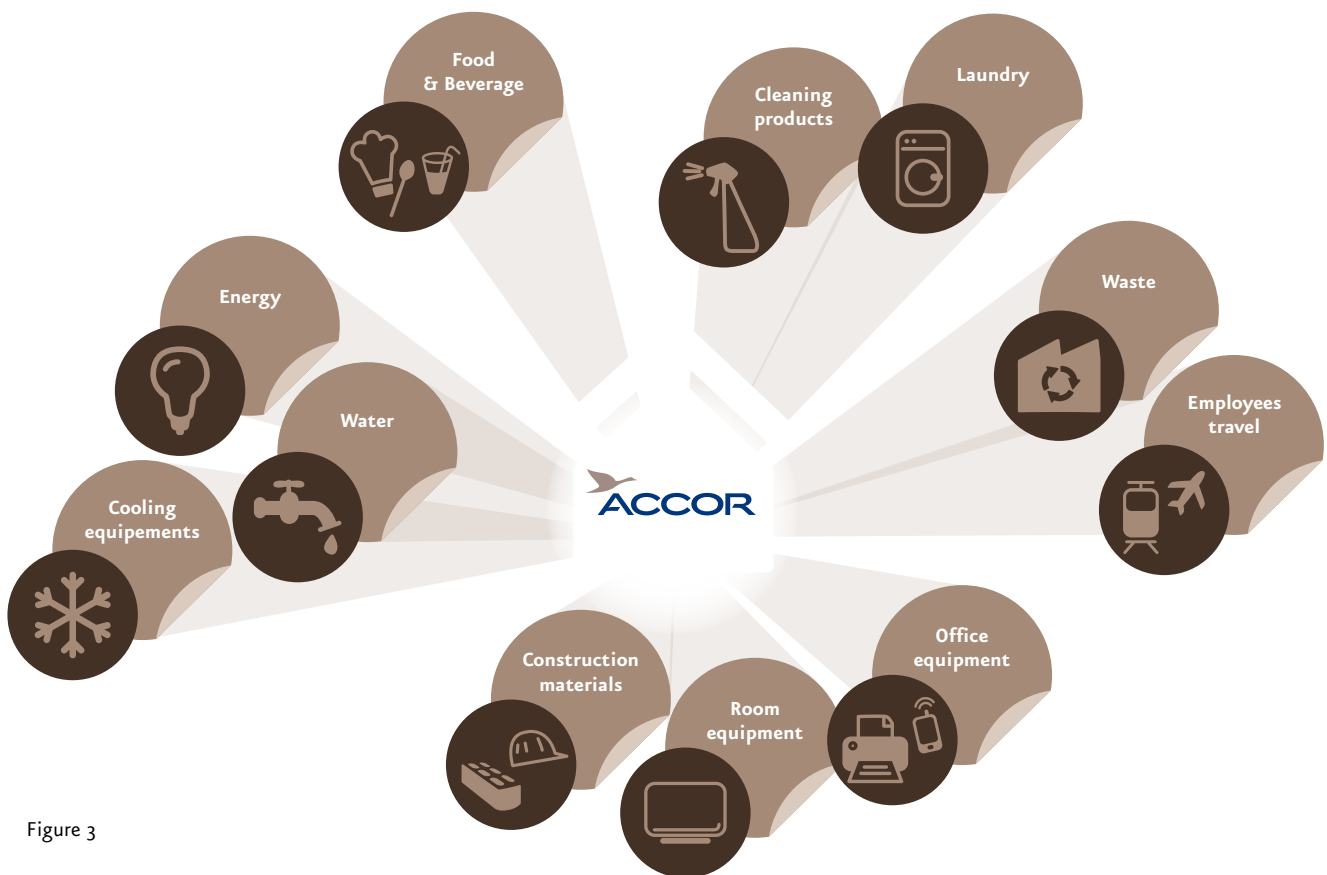 Food
& Beverage
Cleaning
products
Laundry
Energy
Waste
Water
Employees
travel
Cooling
equipements
ACCOR
Construction
materials
Room
equipment
Office
equipment
Figure 3